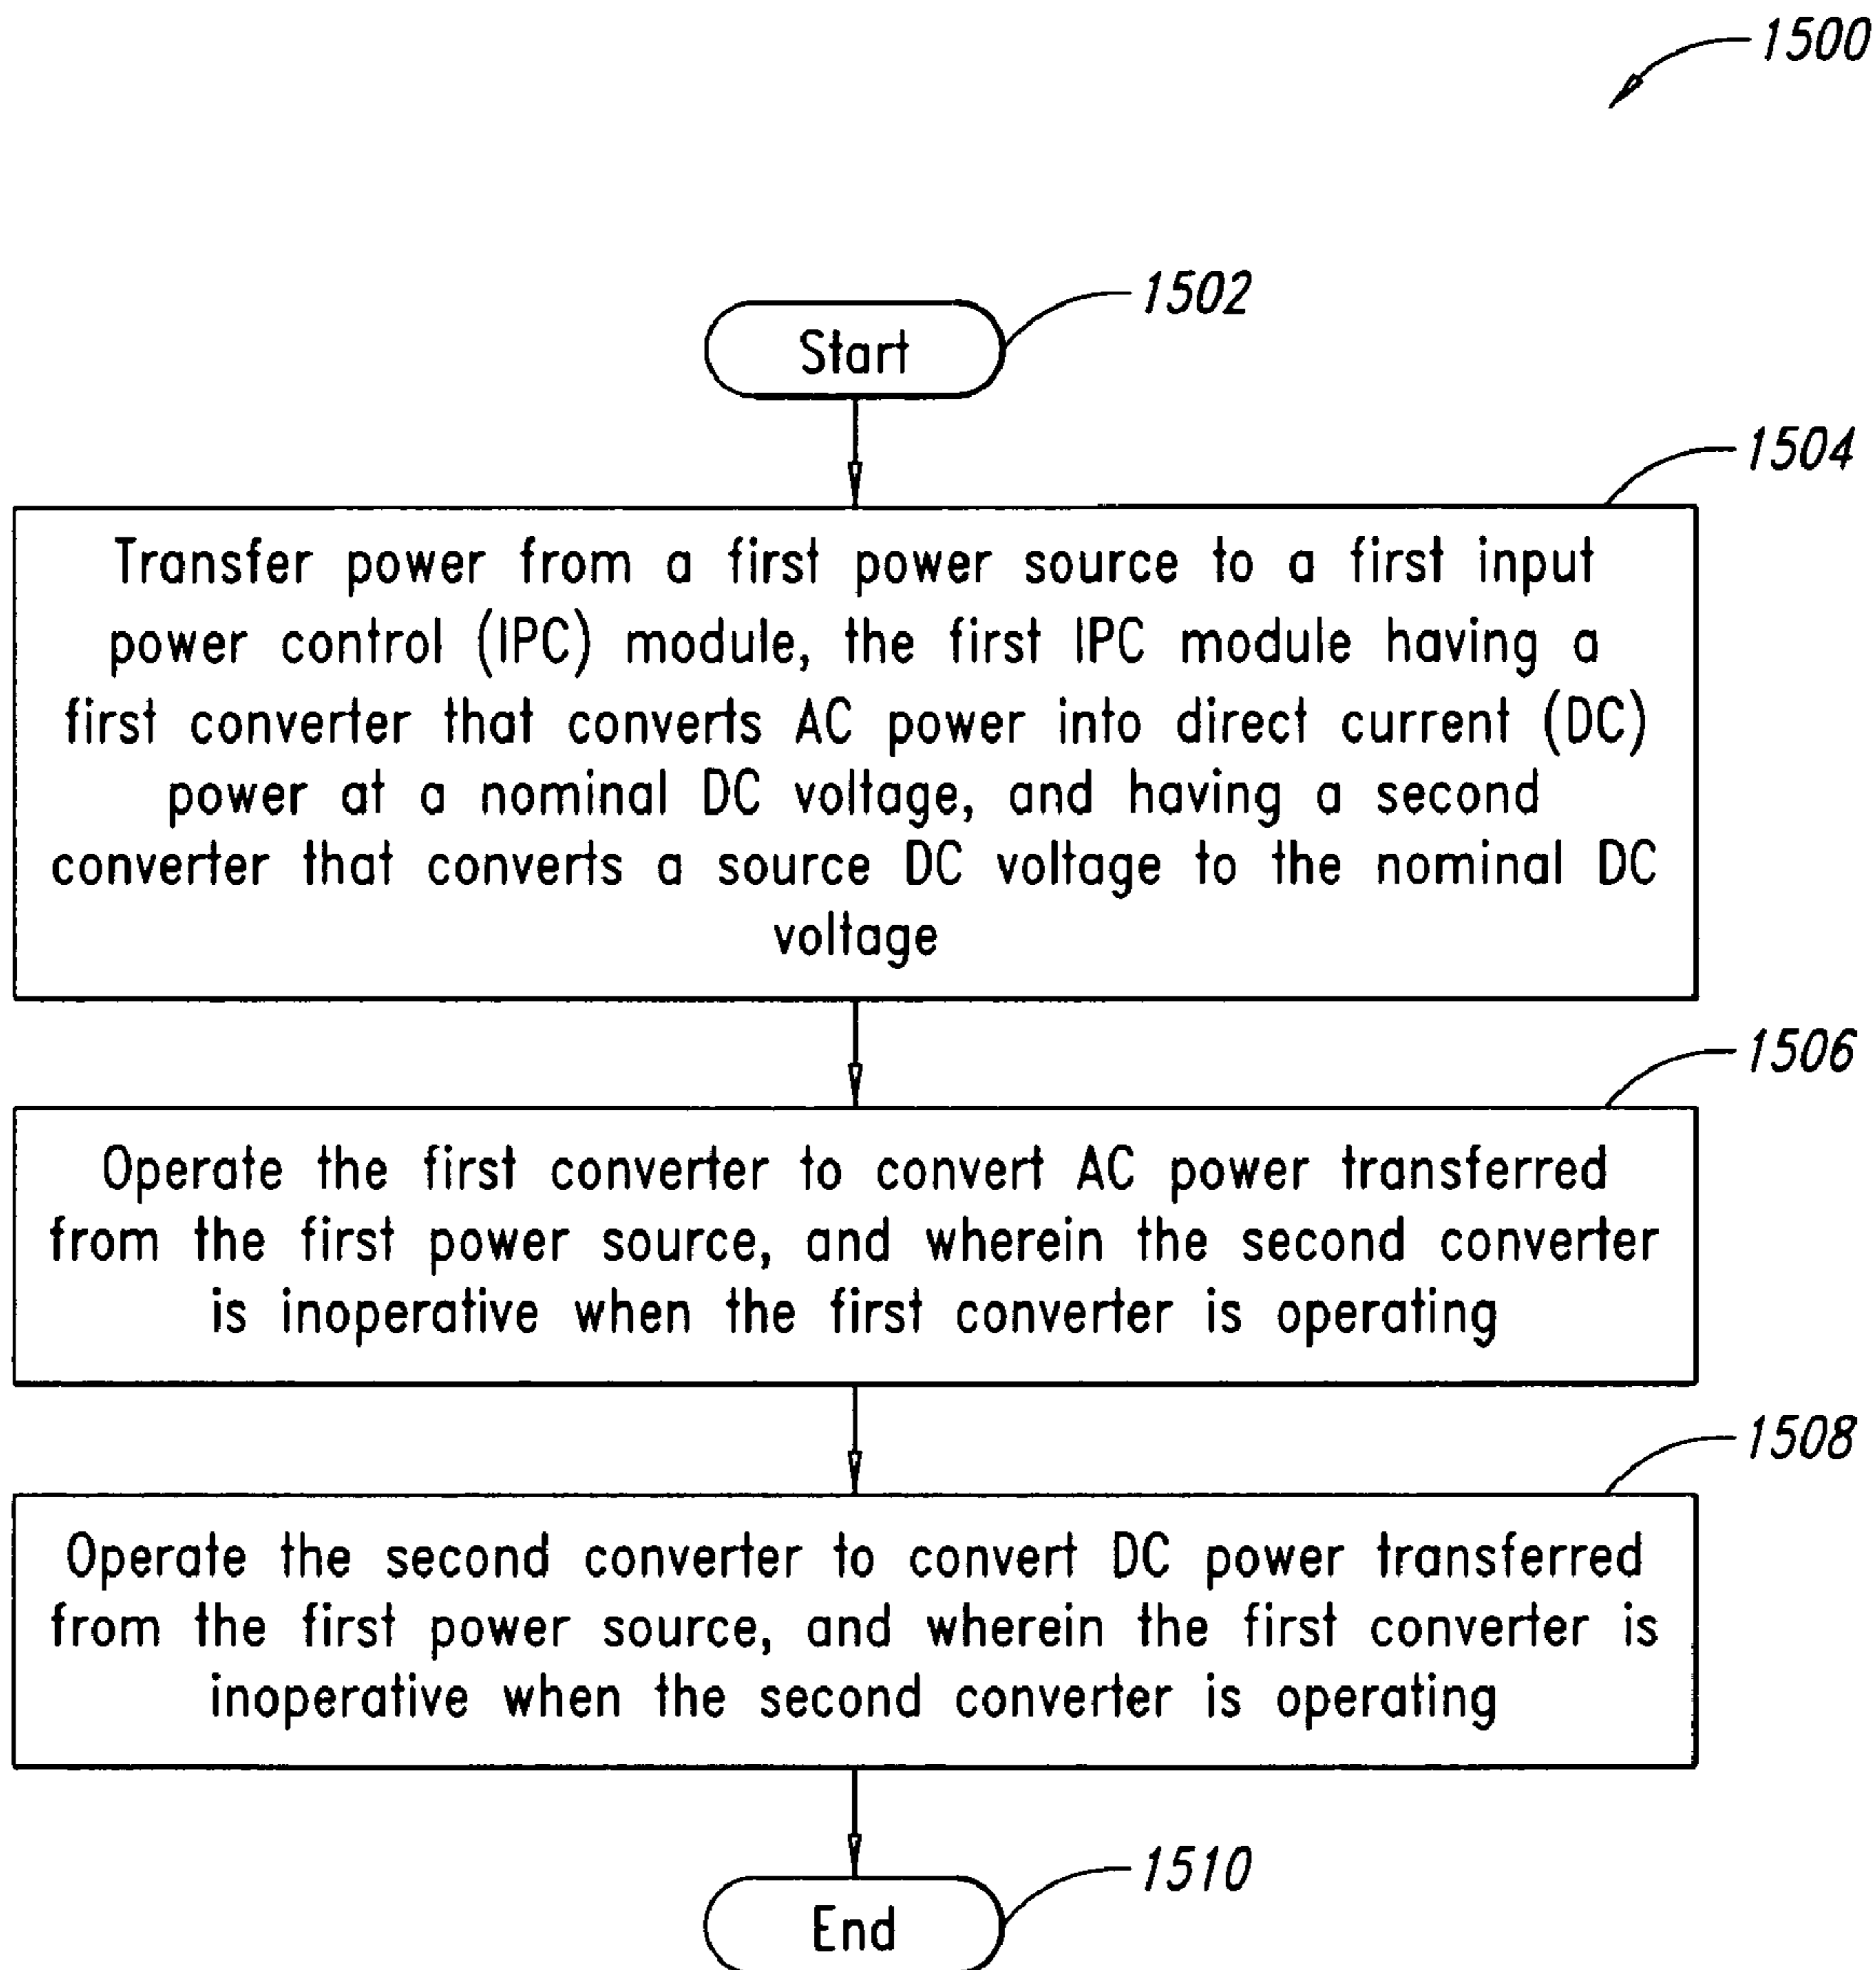 1500
1502
Start
1504
Transfer power from a first power source to a first input
power control (IPC) module, the first IPC module having a
first converter that converts AC power into direct current (DC)
power at a nominal DC voltage, and having a second
converter that converts a source DC voltage to the nominal DC
voltage
1506
Operate the first converter to convert AC power transferred
from the first power source, and wherein the second converter
is inoperative when the first converter is operating
1508
Operate the second converter to convert DC power transferred
from the first power source, and wherein the first converter is
inoperative when the second converter is operating
1510
End